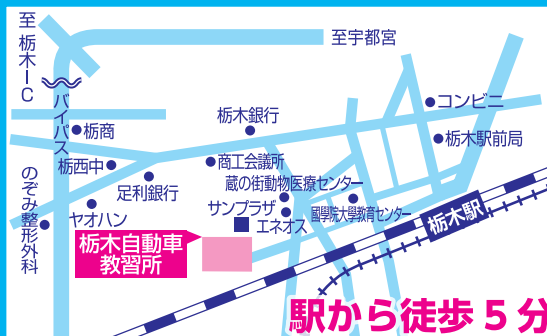 至 栃木IC
至宇都宮
バイパス
栃商
栃木銀行
コンビニ
栃木駅前局
栃西中
商工会議所
足利銀行
蔵の街動物医療センター
のぞみ整形外科
ヤオハン
サンプラザ
國學院大學教育センター
エネオス
栃木駅
栃木自動車
教習所
駅から徒歩5分